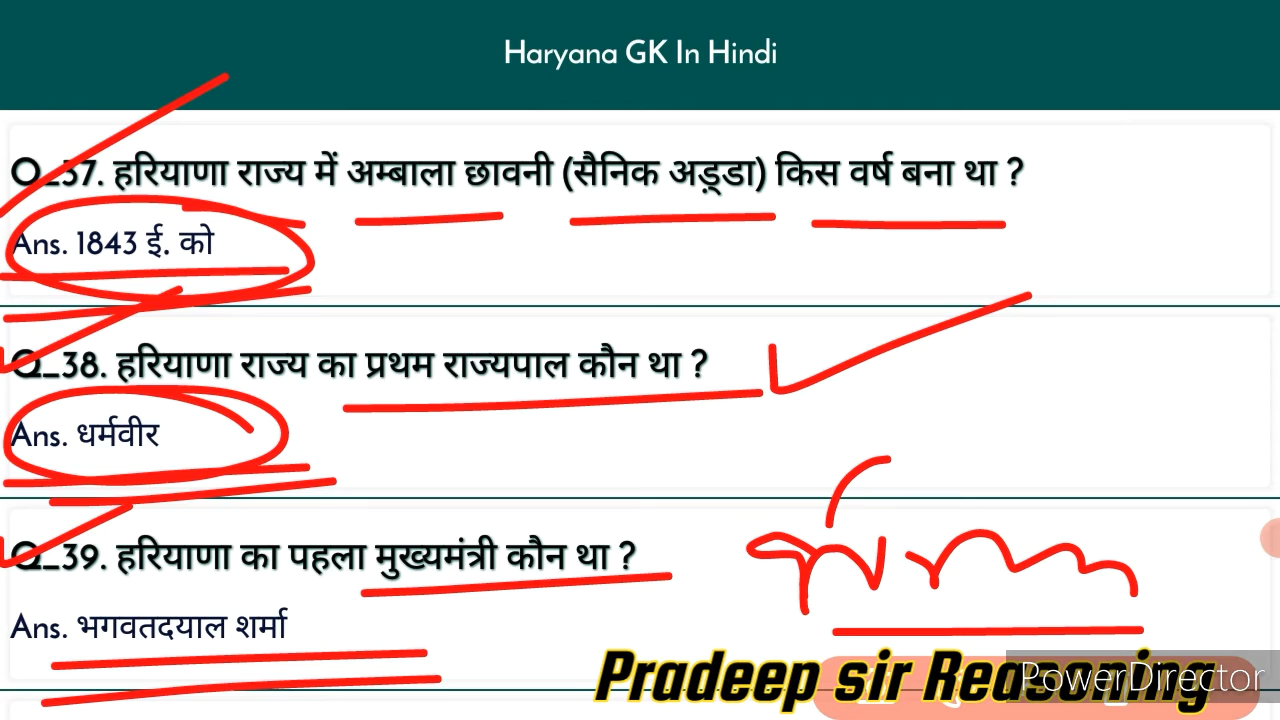 Haryana GK In Hindi
Q_37. हरियाणा राज्य में अम्बाला छावनी (सैनिक अड्डा) किस वर्ष बना था ?
Ans. 1843 ई. को
Q_38. हरियाणा राज्य का प्रथम राज्यपाल कौन था ?
Ans. धर्मवीर
Q_39. हरियाणा का पहला मुख्यमंत्री कौन था ?
Ans. भगवतदयाल शर्मा
Pradeep sir Reasoning
PowerDirector